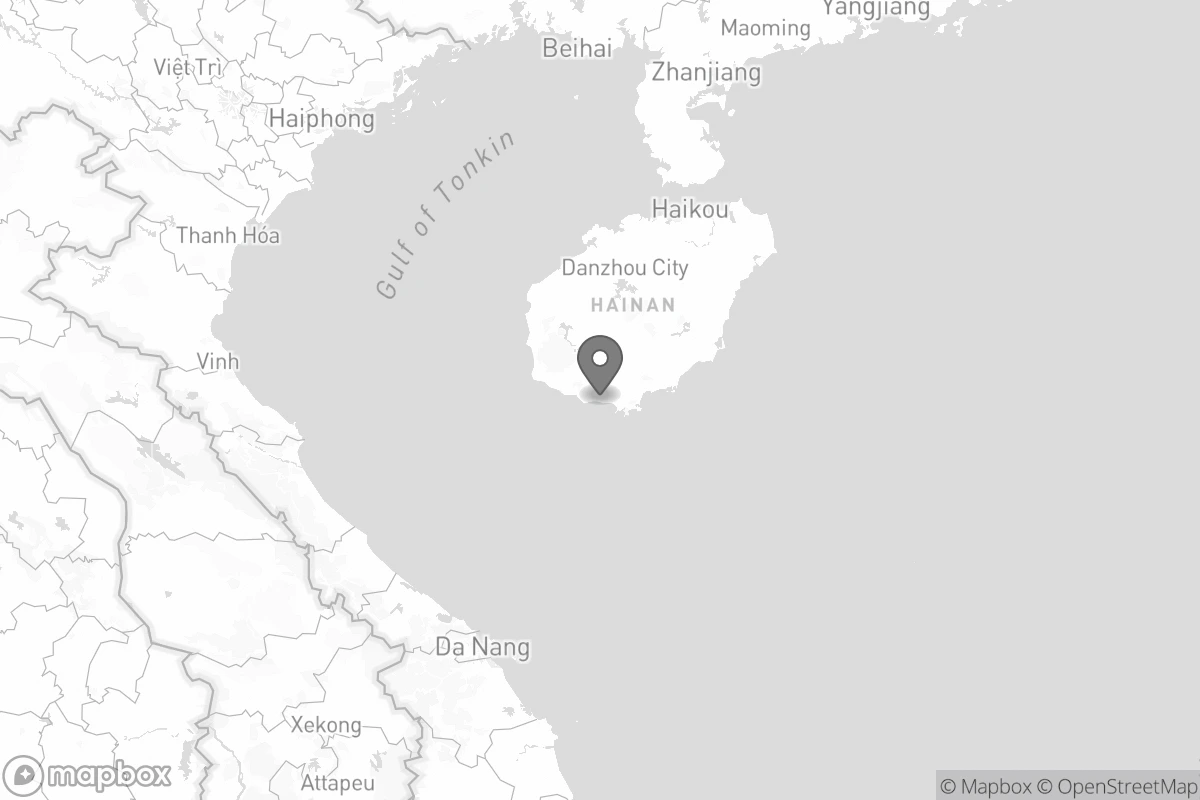 Yangjiang
Maoming
Beihai
Việt Trì
Zhanjiang
Haiphong
Gulf of Tonkin
Haikou
Thanh Hóa
Danzhou City
HAINAN
Vinh
Da Nang
Xekong
Attapeu
mapbox
© Mapbox © OpenStreetMap